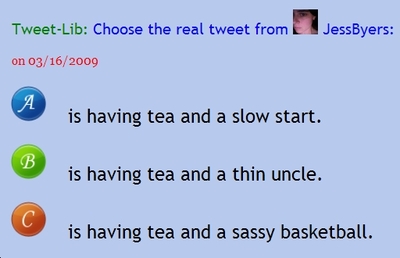 Tweet-Lib: Choose the real tweet from JessByers:
on 03/16/2009
A is having tea and a slow start.
B is having tea and a thin uncle.
C is having tea and a sassy basketball.